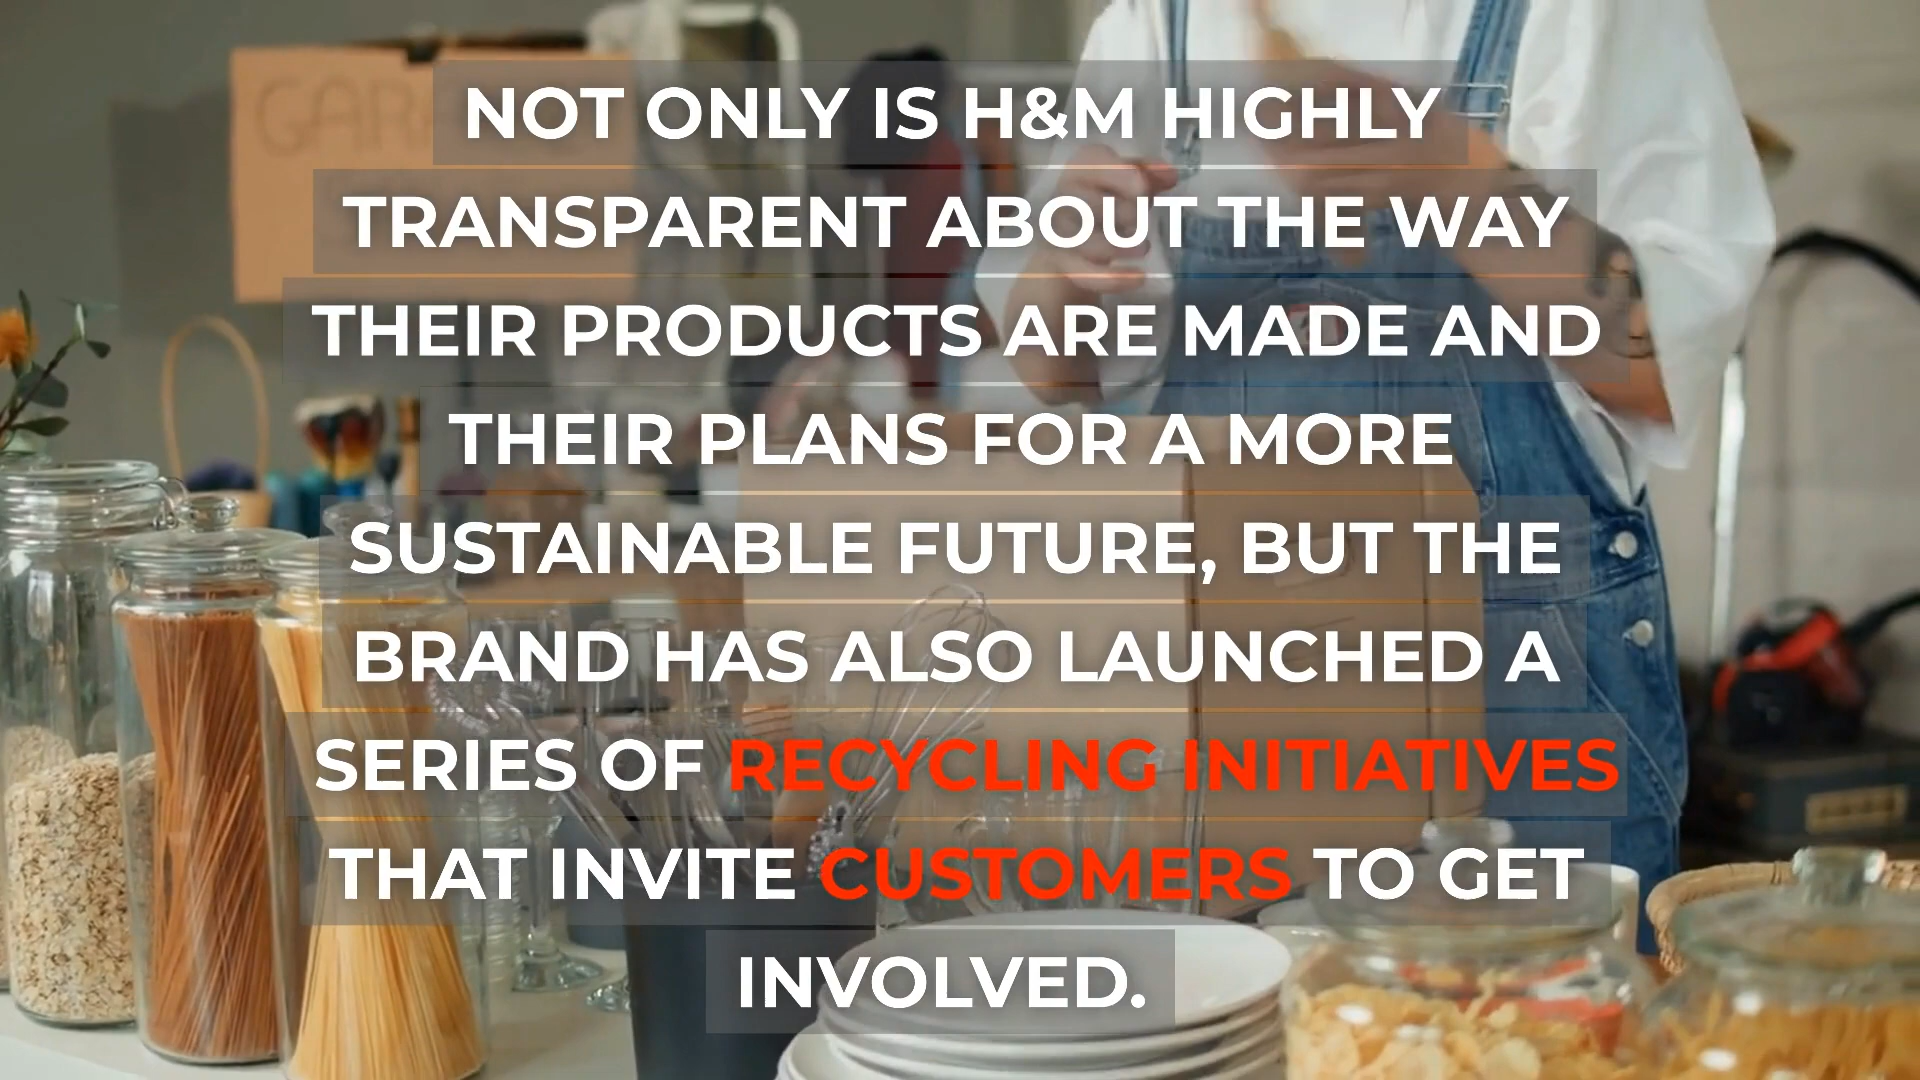 NOT ONLY IS H&M HIGHLY
TRANSPARENT ABOUT THE WAY
THEIR PRODUCTS ARE MADE AND
THEIR PLANS FOR A MORE
SUSTAINABLE FUTURE, BUT THE
BRAND HAS ALSO LAUNCHED A
SERIES OF RECYCLING INITIATIVES
THAT INVITE CUSTOMERS TO GET
INVOLVED.